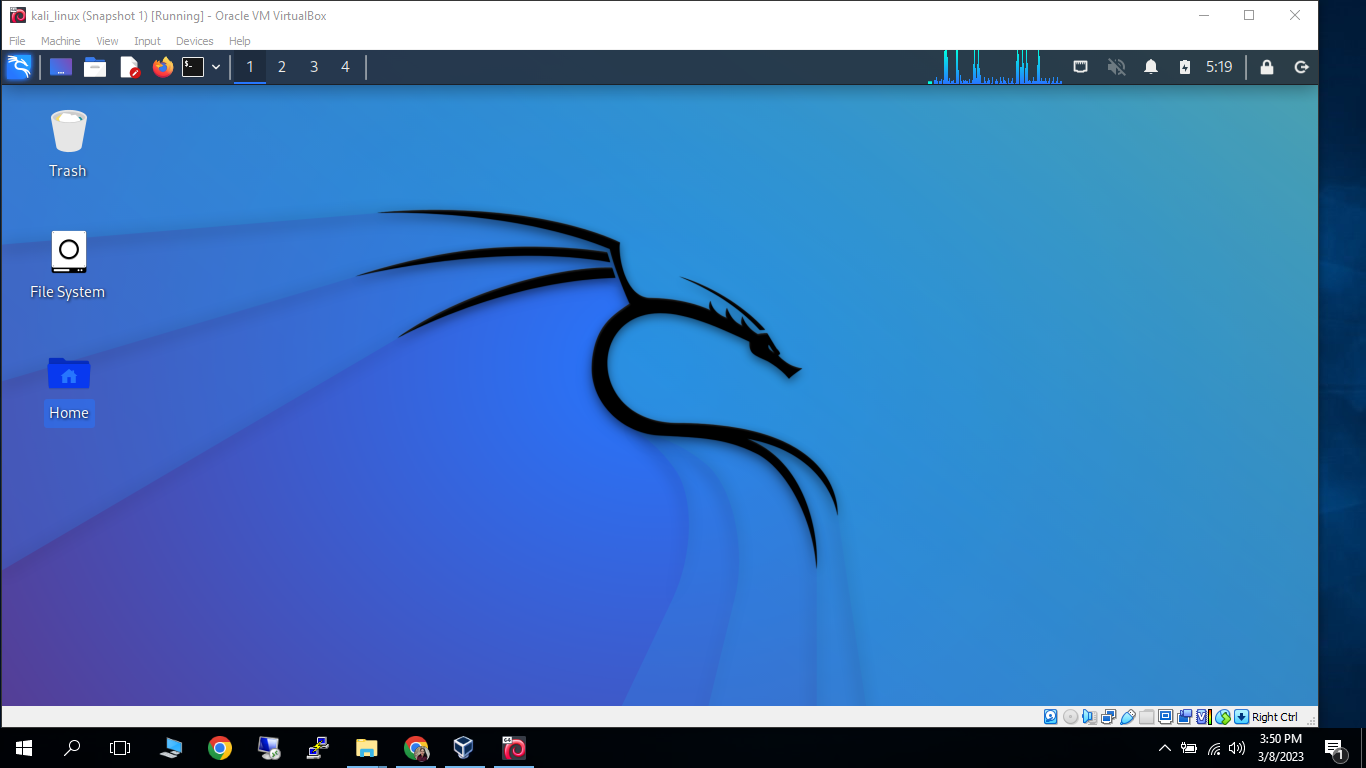 kali_linux (Snapshot 1) [Running] - Oracle VM VirtualBox
File Machine View Input Devices Help
1 2 3 4 5:19
Trash
File System
Home
Right Ctrl
3:50 PM
3/8/2023
1